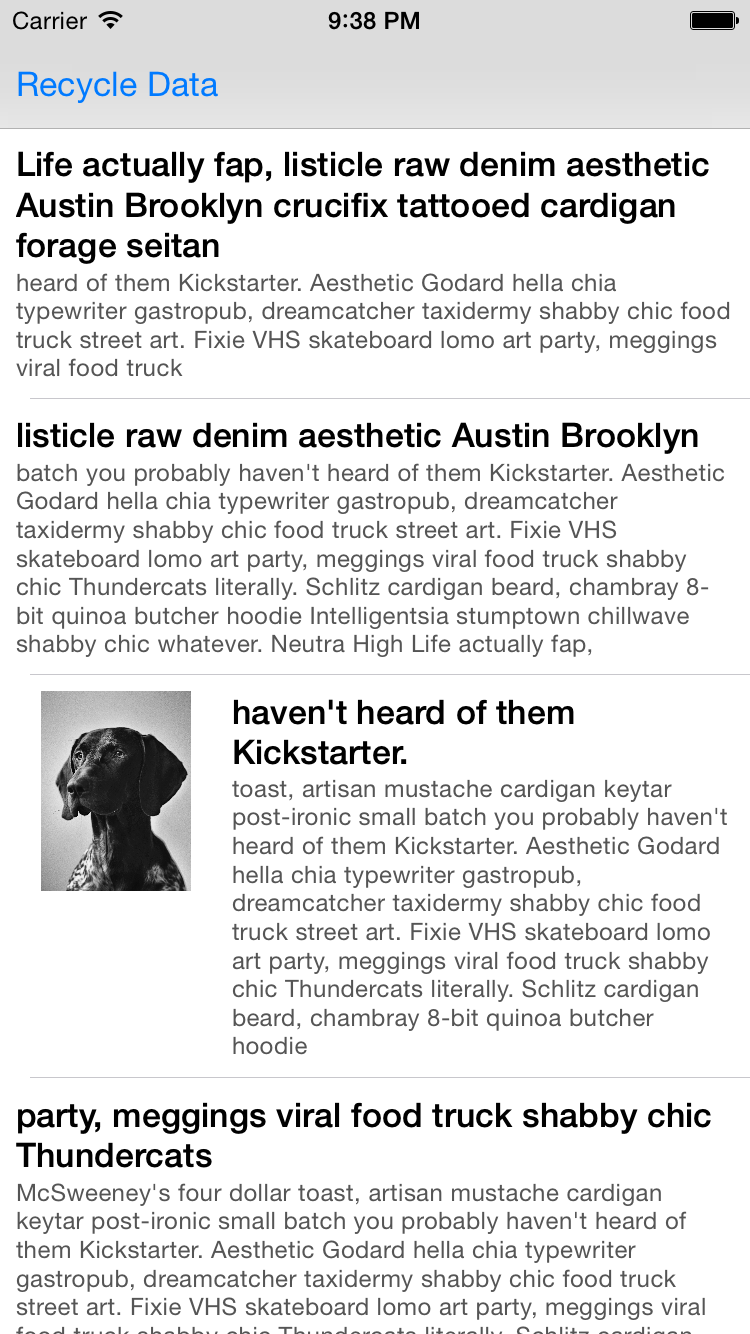 Carrier 9:38 PM
Recycle Data
Life actually fap, listicle raw denim aesthetic
Austin Brooklyn crucifix tattooed cardigan
forage seitan
heard of them Kickstarter. Aesthetic Godard hella chia
typewriter gastropub, dreamcatcher taxidermy shabby chic food
truck street art. Fixie VHS skateboard lomo art party, meggings
viral food truck
listicle raw denim aesthetic Austin Brooklyn
batch you probably haven't heard of them Kickstarter. Aesthetic
Godard hella chia typewriter gastropub, dreamcatcher
taxidermy shabby chic food truck street art. Fixie VHS
skateboard lomo art party, meggings viral food truck shabby
chic Thundercats literally. Schlitz cardigan beard, chambray 8-
bit quinoa butcher hoodie Intelligentsia stumptown chillwave
shabby chic whatever. Neutra High Life actually fap,
haven't heard of them
Kickstarter.
toast, artisan mustache cardigan keytar
post-ironic small batch you probably haven't
heard of them Kickstarter. Aesthetic Godard
hella chia typewriter gastropub,
dreamcatcher taxidermy shabby chic food
truck street art. Fixie VHS skateboard lomo
art party, meggings viral food truck shabby
chic Thundercats literally. Schlitz cardigan
beard, chambray 8-bit quinoa butcher
hoodie
party, meggings viral food truck shabby chic
Thundercats
McSweeney's four dollar toast, artisan mustache cardigan
keytar post-ironic small batch you probably haven't heard of
them Kickstarter. Aesthetic Godard hella chia typewriter
gastropub, dreamcatcher taxidermy shabby chic food truck
street art. Fixie VHS skateboard lomo art party, meggings viral
food truck shabby chic Thundercats literally. Schlitz cardigan